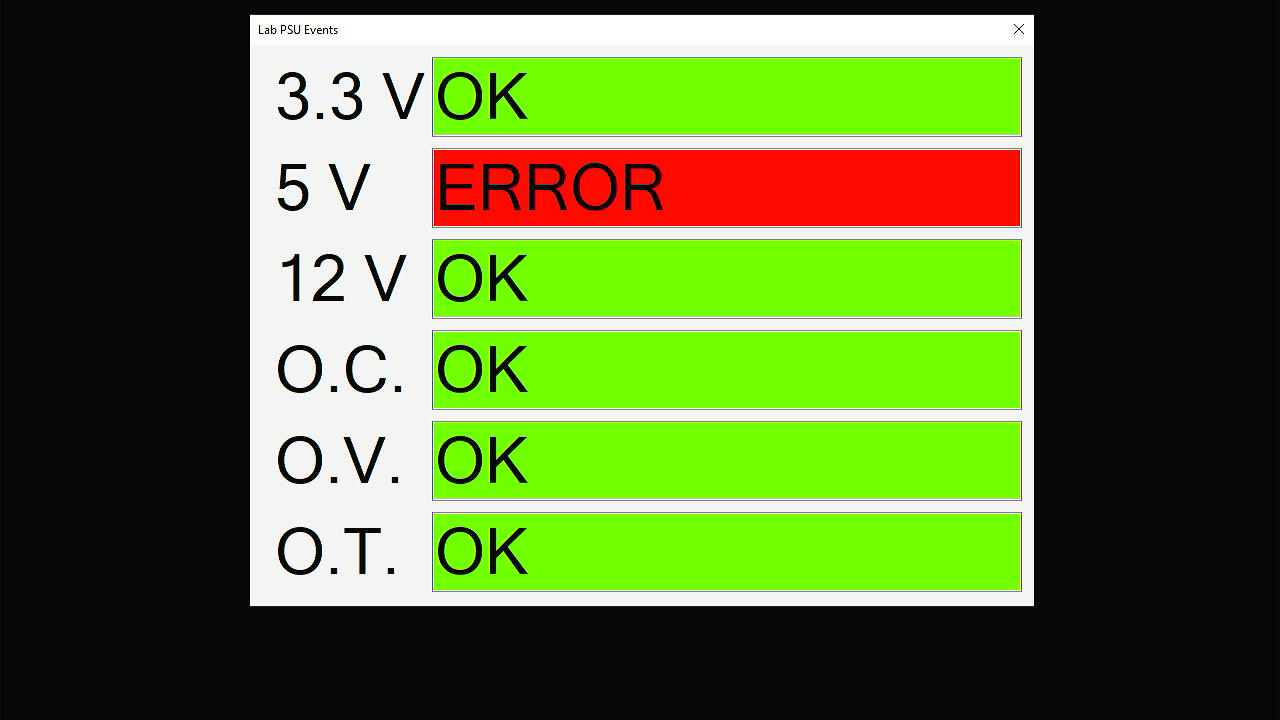 Lab PSU Events
3.3 V OK
5 V ERROR
12 V OK
O.C. OK
O.V. OK
O.T. OK